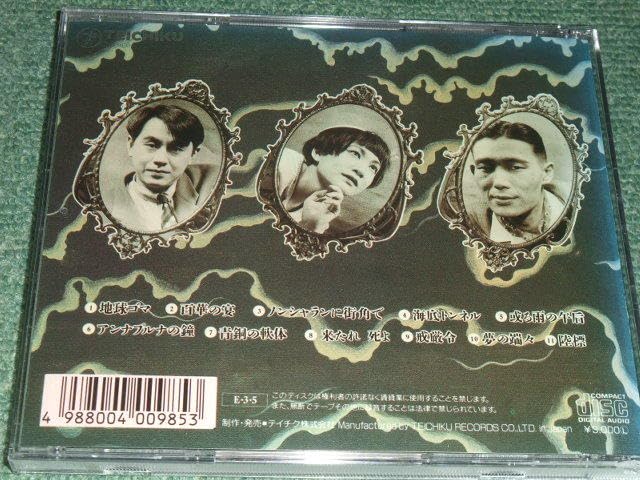 TEICHIKU
1 地球ゴマ 2 百華の宴 3 ノンシャランに街角で 4 海底トンネル 5 或る雨の午后
6 アンナプルナの鐘 7 青銅の軀体 8 来たれ 死よ 9 戒厳令 10 夢の端々 11 陸標
E・3・5
このディスクは権利者の許諾なく賃貸業に使用することを禁じます。
また、無断でテープその他に録音することは法律で禁じられています。
COMPACT
DISC
DIGITAL AUDIO
4 988004 009853
制作・発売●テイチク株式会社 Manufactured by TEICHIKU RECORDS CO.,LTD. in Japan
¥3,000